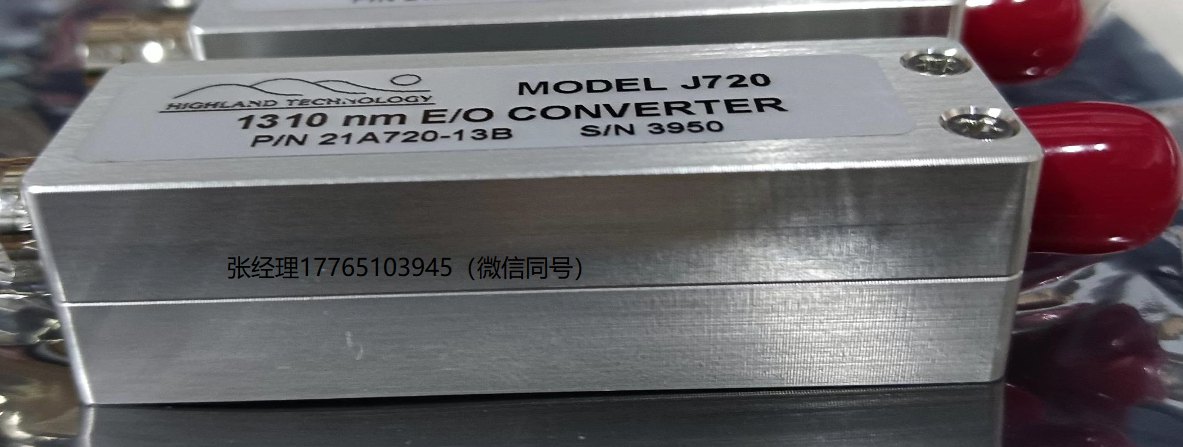 HIGHLAND TECHNOLOGY
MODEL J720
1310 nm E/O CONVERTER
P/N 21A720-13B S/N 3950
张经理17765103945（微信同号）